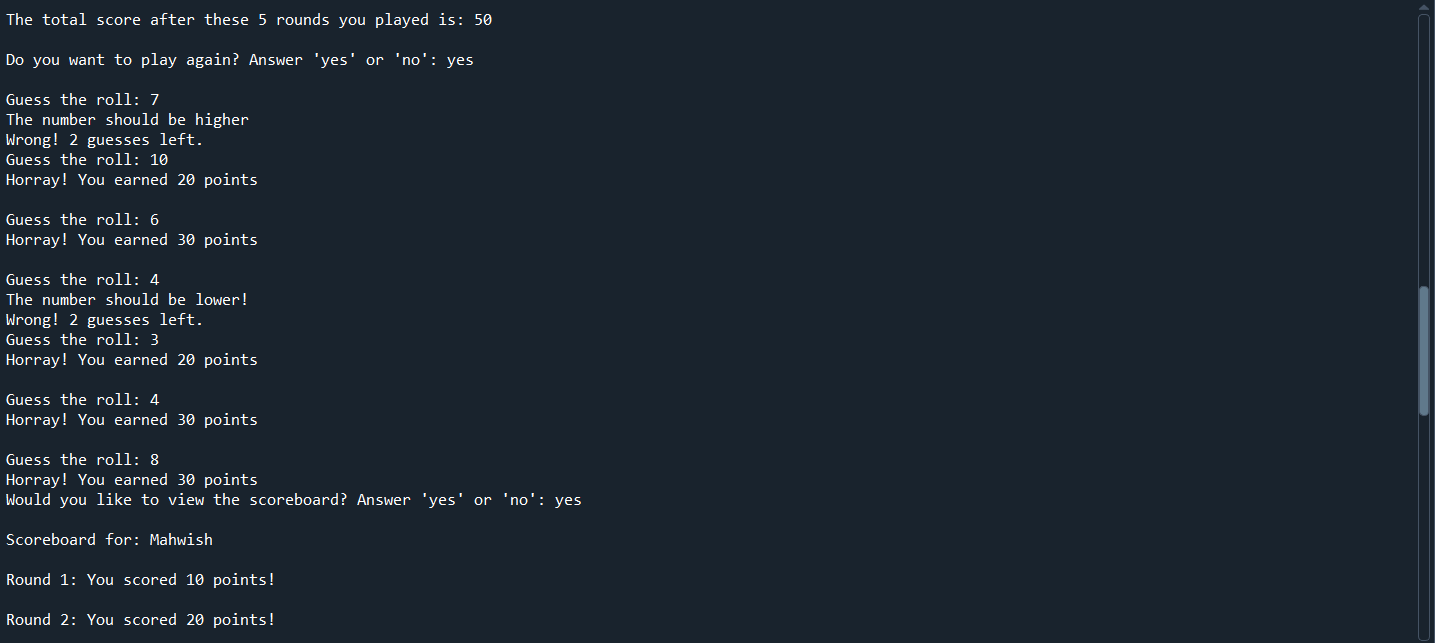 The total score after these 5 rounds you played is: 50
Do you want to play again? Answer 'yes' or 'no': yes
Guess the roll: 7
The number should be higher
Wrong! 2 guesses left.
Guess the roll: 10
Horray! You earned 20 points
Guess the roll: 6
Horray! You earned 30 points
Guess the roll: 4
The number should be lower!
Wrong! 2 guesses left.
Guess the roll: 3
Horray! You earned 20 points
Guess the roll: 4
Horray! You earned 30 points
Guess the roll: 8
Horray! You earned 30 points
Would you like to view the scoreboard? Answer 'yes' or 'no': yes
Scoreboard for: Mahwish
Round 1: You scored 10 points!
Round 2: You scored 20 points!